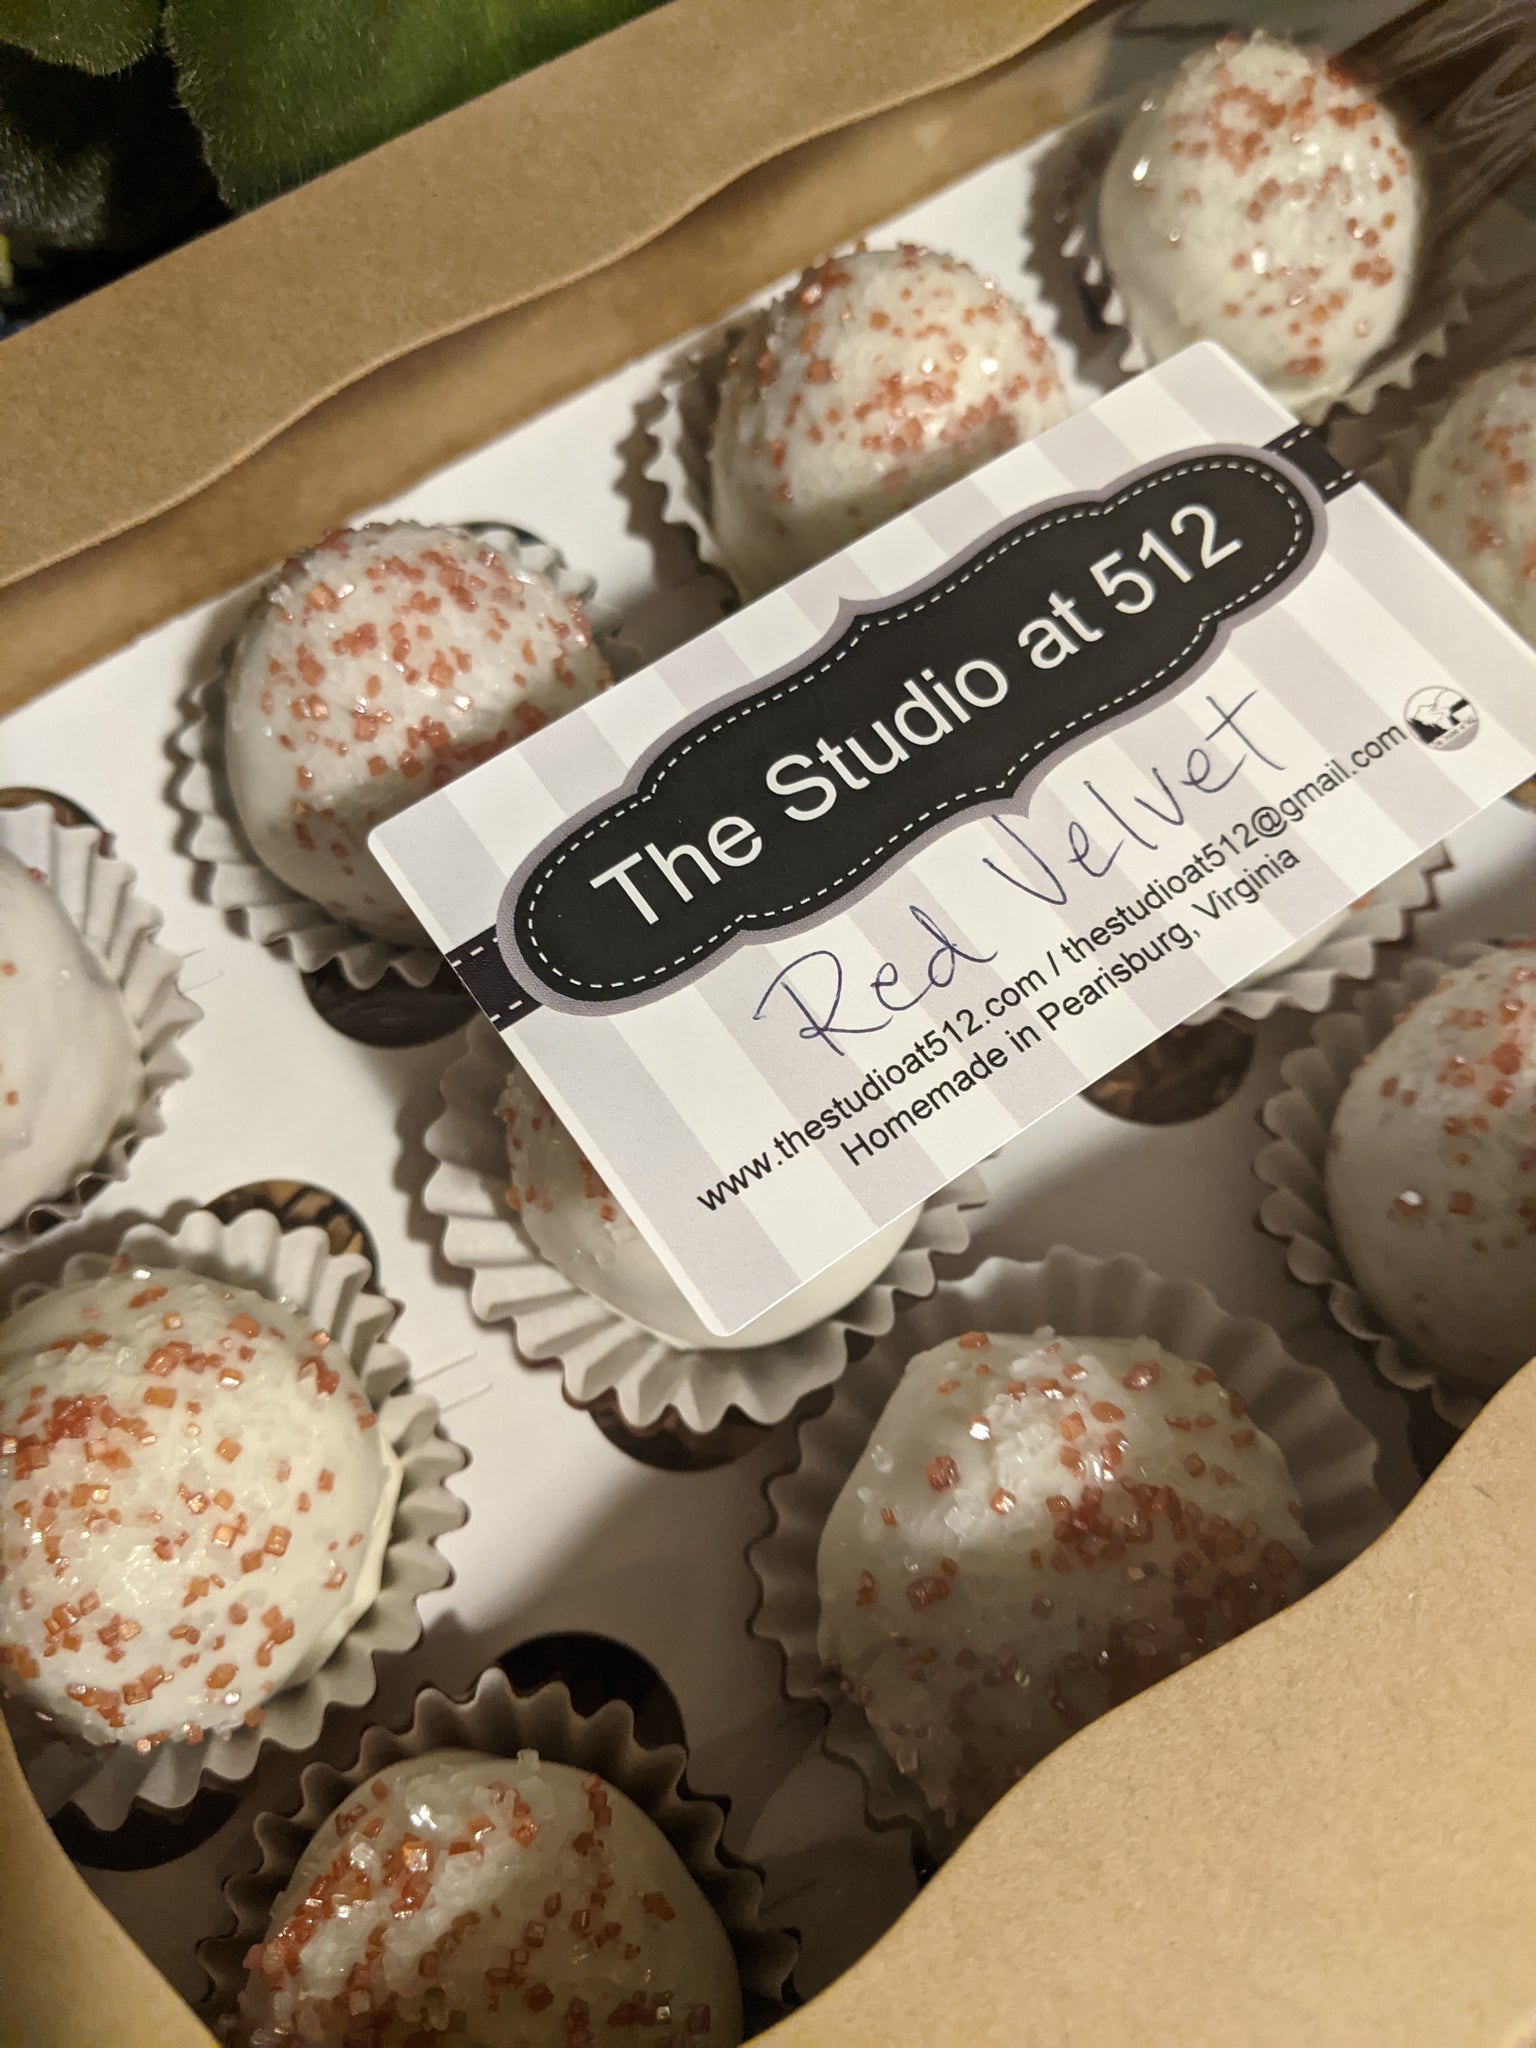 The Studio at 512
Red Velvet
www.thestudioat512.com / thestudioat512@gmail.com
Homemade in Pearisburg, Virginia